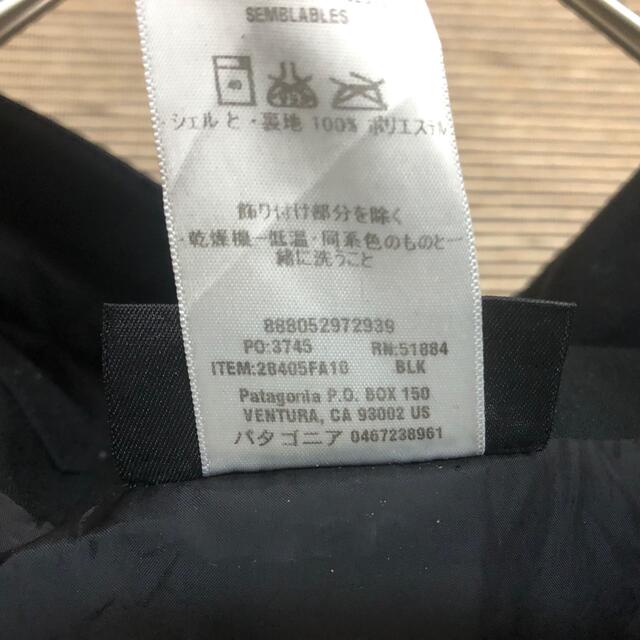 SEMBLABLES
シェル と・裏地 100% ポリエステル
飾り付け部分を除く
乾燥機ー低温・同系色のものと一
緒に洗うこと
888052972939
PO:3745 RN:51884
ITEM:28405FA10 BLK
Patagonia P.O. BOX 150
VENTURA, CA 93002 US
パタゴニア 0467238961